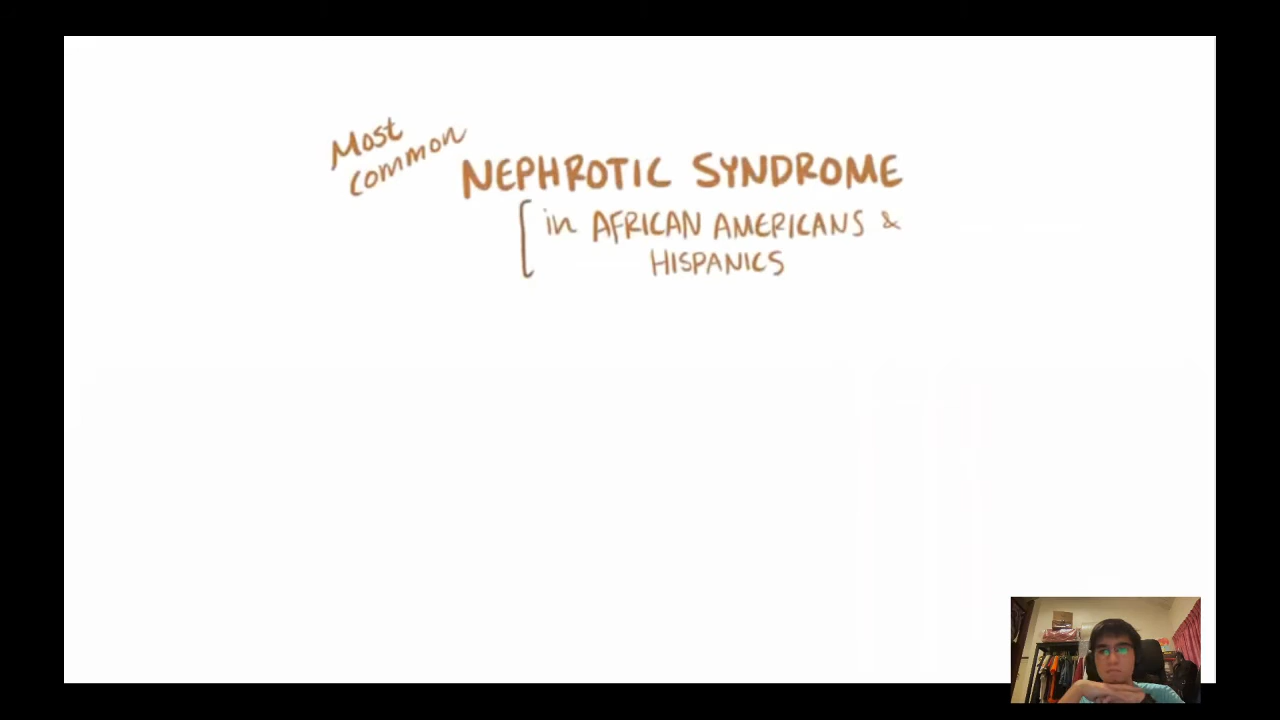 Most
common
NEPHROTIC SYNDROME
in AFRICAN AMERICANS &
HISPANICS